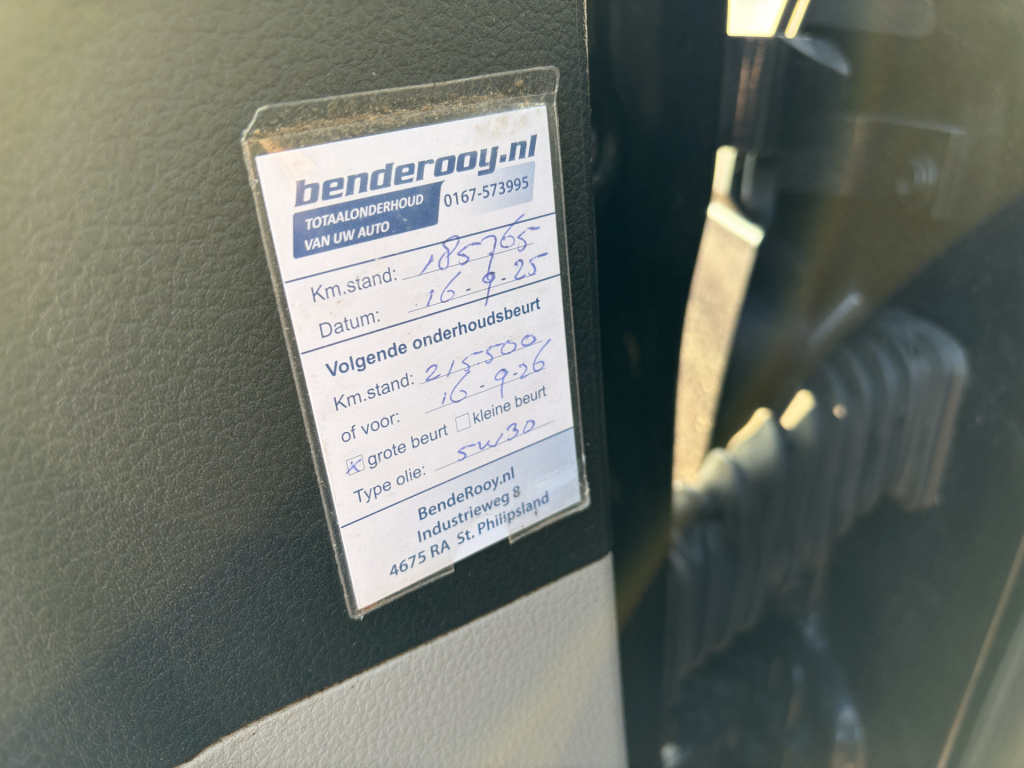 benderooy.nl
TOTAALONDERHOUD
VAN UW AUTO
0167-573995
Km.stand: 185765
Datum: 16-9-25
Volgende onderhoudsbeurt
Km.stand: 215500
of voor: 16-9-26
grote beurt kleine beurt
Type olie: 5W30
BendeRooy.nl
Industrieweg 8
4675 RA St. Philipsland